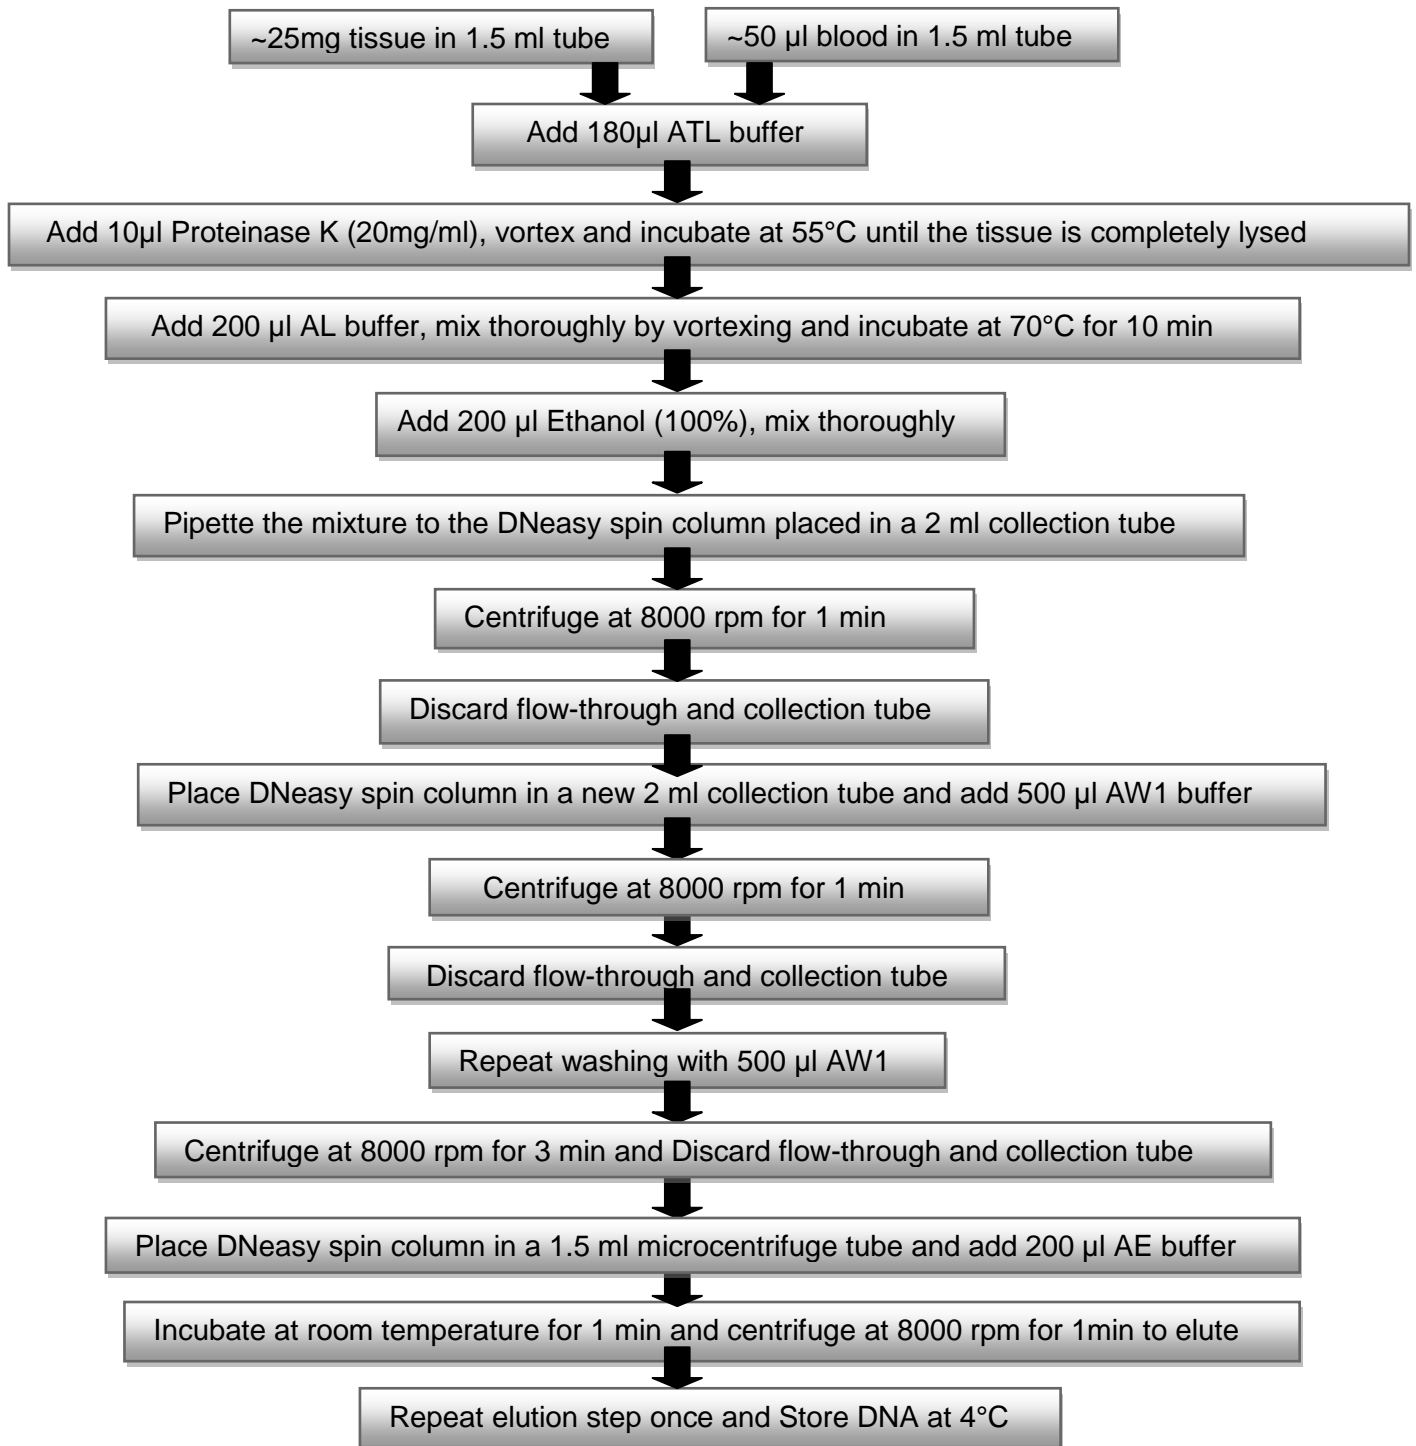 ~25mg tissue in 1.5 ml tube
~50 µl blood in 1.5 ml tube
Add 180µl ATL buffer
Add 10µl Proteinase K (20mg/ml), vortex and incubate at 55°C until the tissue is completely lysed
Add 200 µl AL buffer, mix thoroughly by vortexing and incubate at 70°C for 10 min
Add 200 µl Ethanol (100%), mix thoroughly
Pipette the mixture to the DNeasy spin column placed in a 2 ml collection tube
Centrifuge at 8000 rpm for 1 min
Discard flow-through and collection tube
Place DNeasy spin column in a new 2 ml collection tube and add 500 µl AW1 buffer
Centrifuge at 8000 rpm for 1 min
Discard flow-through and collection tube
Repeat washing with 500 µl AW1
Centrifuge at 8000 rpm for 3 min and Discard flow-through and collection tube
Place DNeasy spin column in a 1.5 ml microcentrifuge tube and add 200 µl AE buffer
Incubate at room temperature for 1 min and centrifuge at 8000 rpm for 1min to elute
Repeat elution step once and Store DNA at 4°C